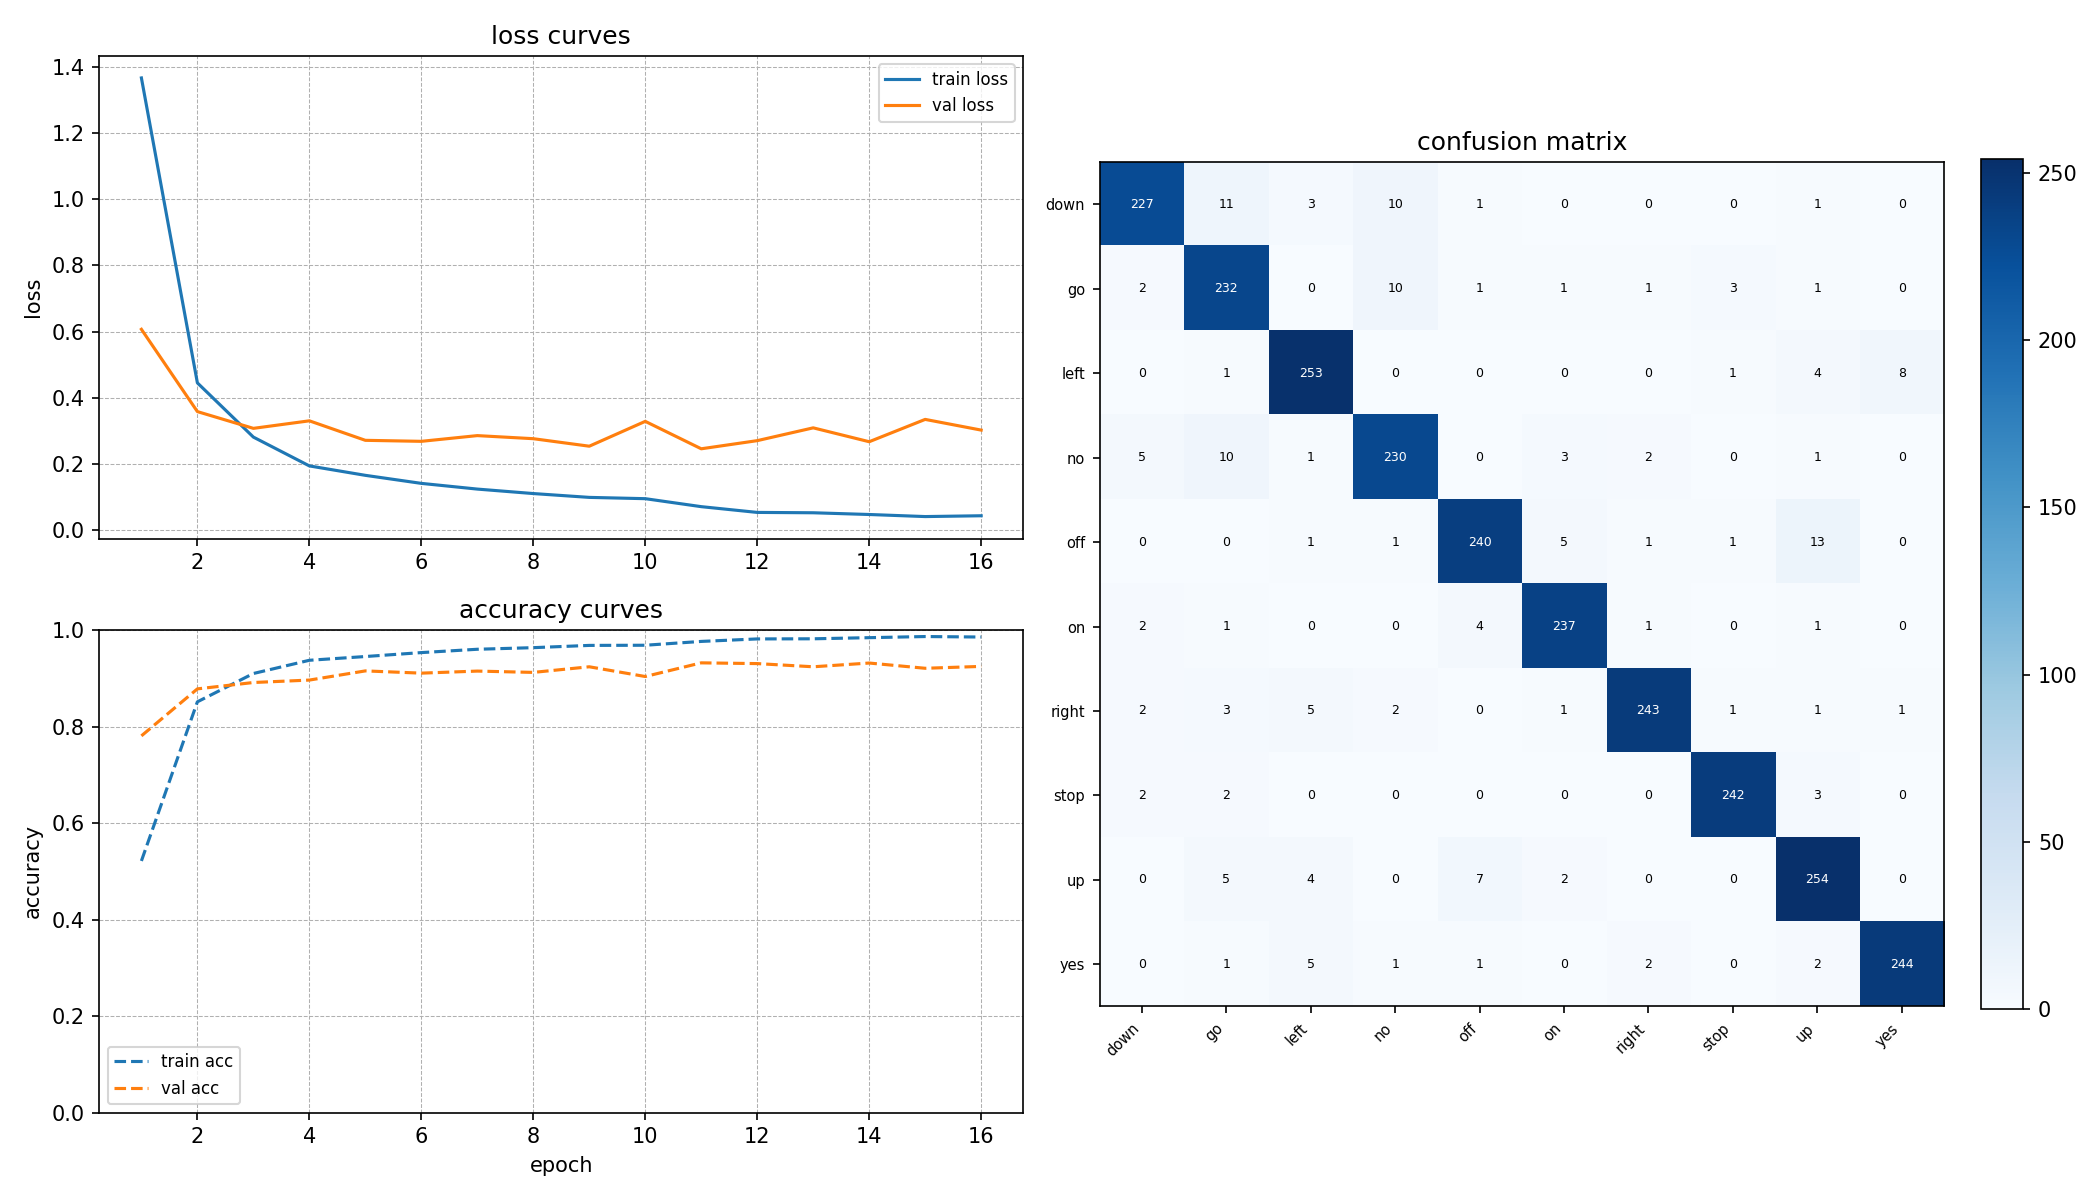 loss curves
1.4
1.2
1.0
0.8
0.6
0.4
0.2
0.0
loss
train loss
val loss
2 4 6 8 10 12 14 16
accuracy curves
1.0
0.8
0.6
0.4
0.2
0.0
accuracy
train acc
val acc
2 4 6 8 10 12 14 16
epoch
confusion matrix
down 227 11 3 10 1 0 0 0 1 0
go 2 232 0 10 1 1 1 3 1 0
left 0 1 253 0 0 0 0 1 4 8
no 5 10 1 230 0 3 2 0 1 0
off 0 0 1 1 240 5 1 1 13 0
on 2 1 0 0 4 237 1 0 1 0
right 2 3 5 2 0 1 243 1 1 1
stop 2 2 0 0 0 0 0 242 3 0
up 0 5 4 0 7 2 0 0 254 0
yes 0 1 5 1 1 0 2 0 2 244
down go left no off on right stop up yes
250
200
150
100
50
0